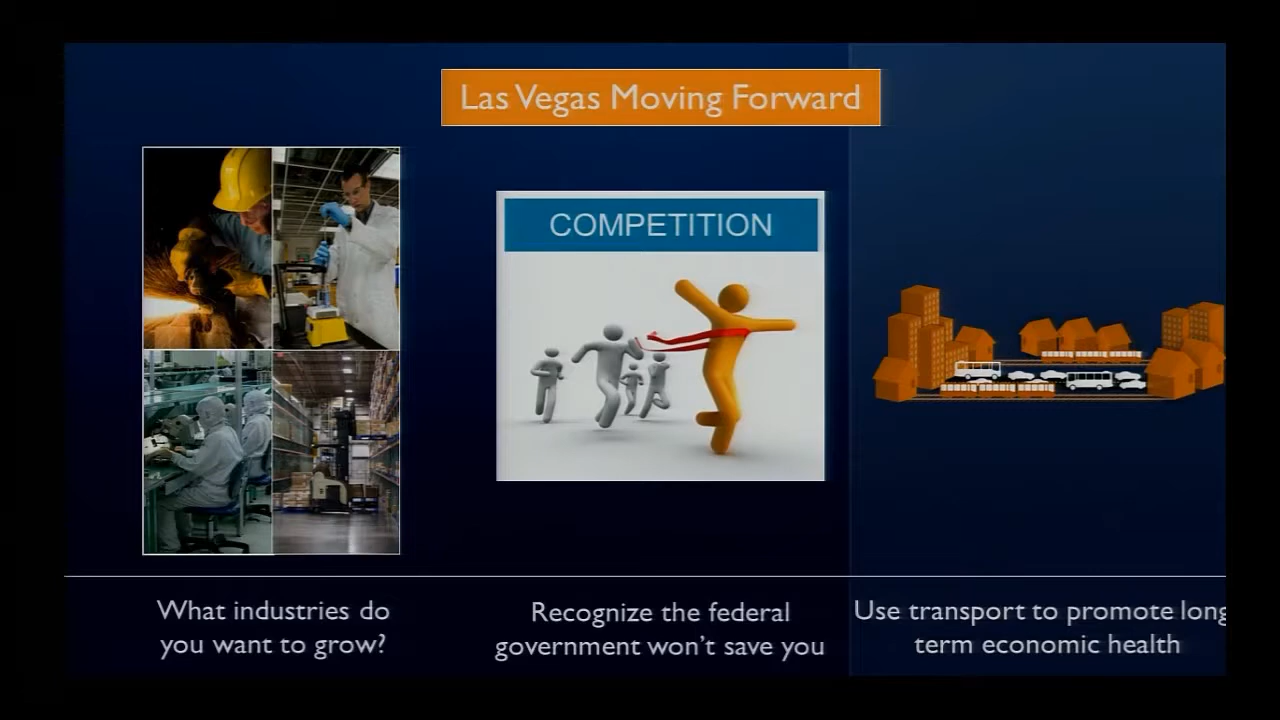 Las Vegas Moving Forward
COMPETITION
What industries do
you want to grow?
Recognize the federal
government won't save you
Use transport to promote long
term economic health